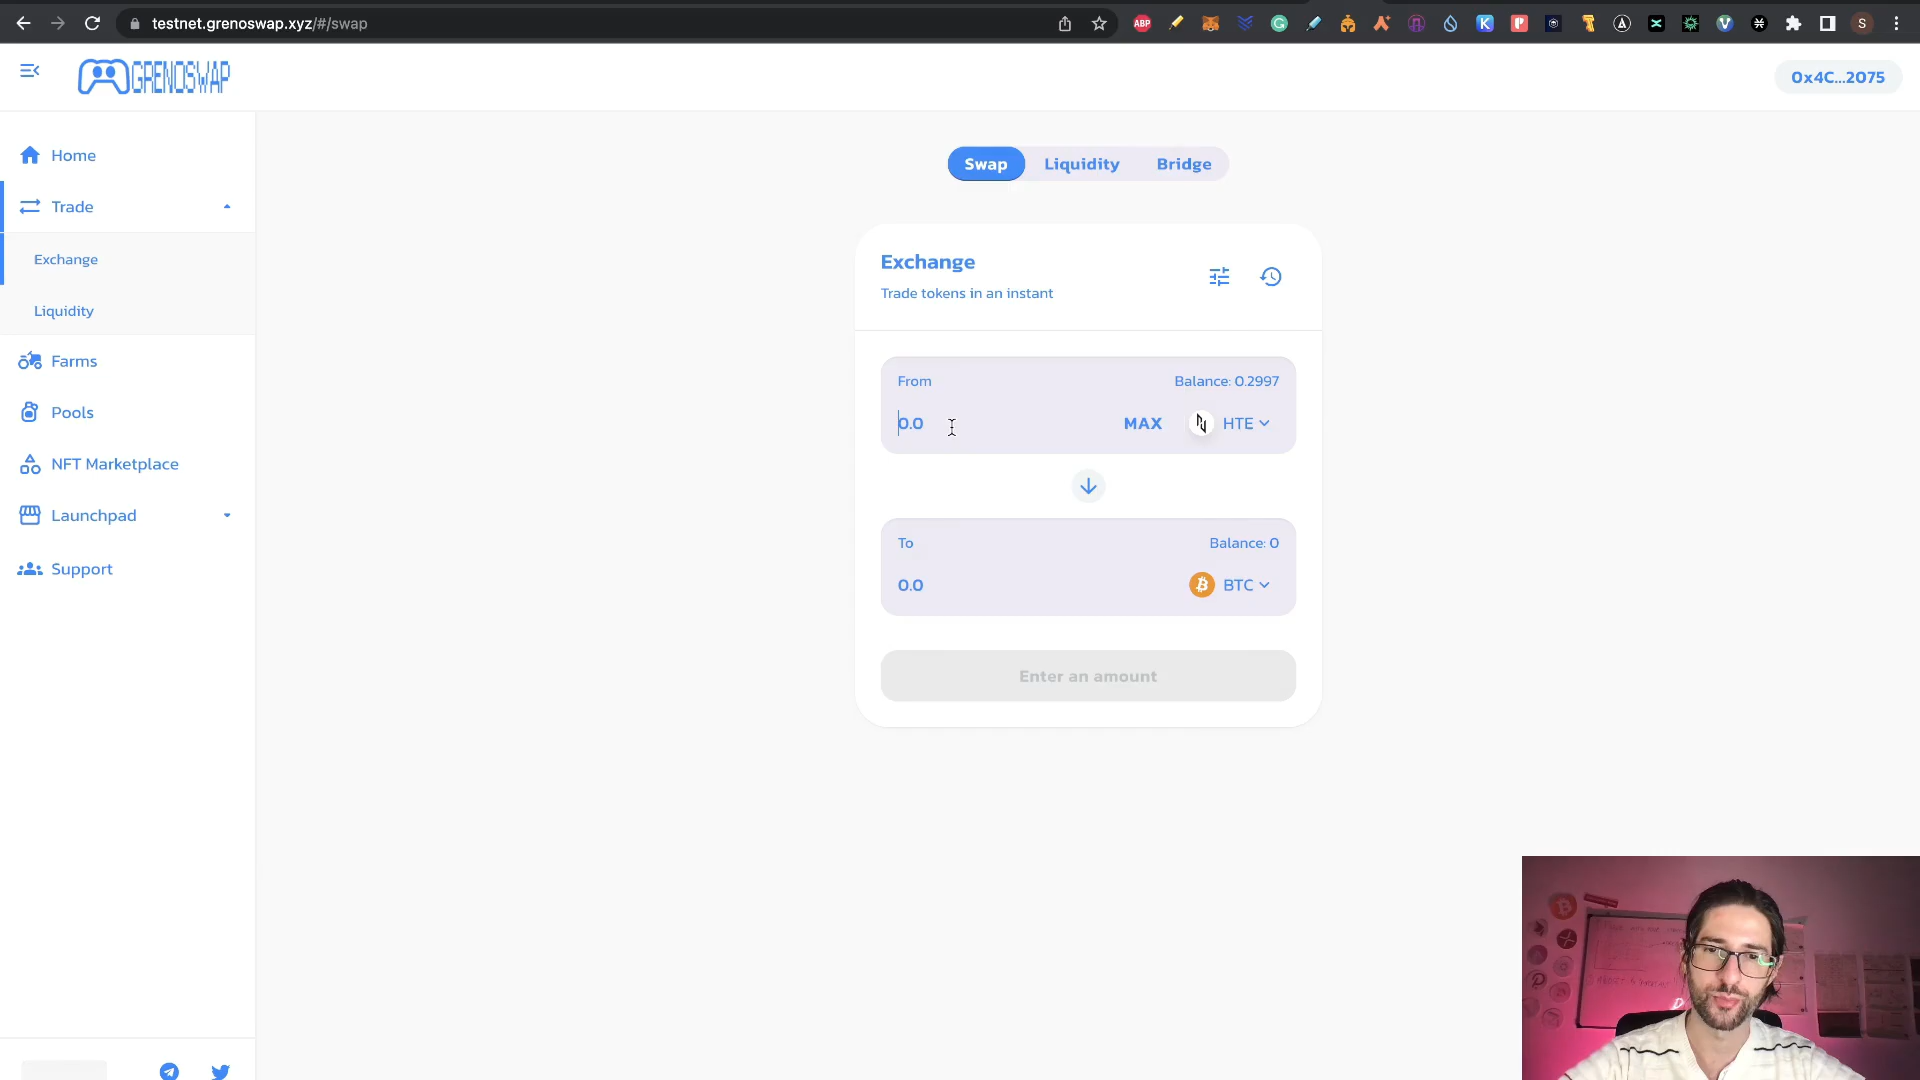 testnet.grenoswap.xyz/#/swap
ABP
S
GRENOSWAP
0x4C...2075
Home
Trade
Exchange
Liquidity
Farms
Pools
NFT Marketplace
Launchpad
Support
Swap
Liquidity
Bridge
Exchange
Trade tokens in an instant
From
Balance: 0.2997
0.0
MAX
HTE
To
Balance: 0
0.0
BTC
Enter an amount